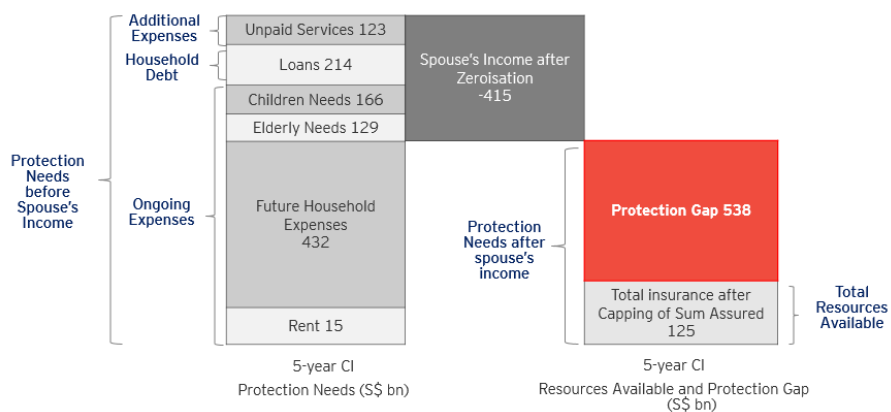 Additional
Expenses
Unpaid Services 123
Household
Debt
Loans 214
Spouse's Income after
Zeroisation
-415
Children Needs 166
Elderly Needs 129
Protection
Needs
before
Spouse's
Income
Ongoing
Expenses
Future Household
Expenses
432
Rent 15
Protection
Needs after
spouse's
income
Protection Gap 538
Total insurance after
Capping of Sum Assured
125
Total
Resources
Available
5-year CI
Protection Needs (S$ bn)
5-year CI
Resources Available and Protection Gap
(S$ bn)